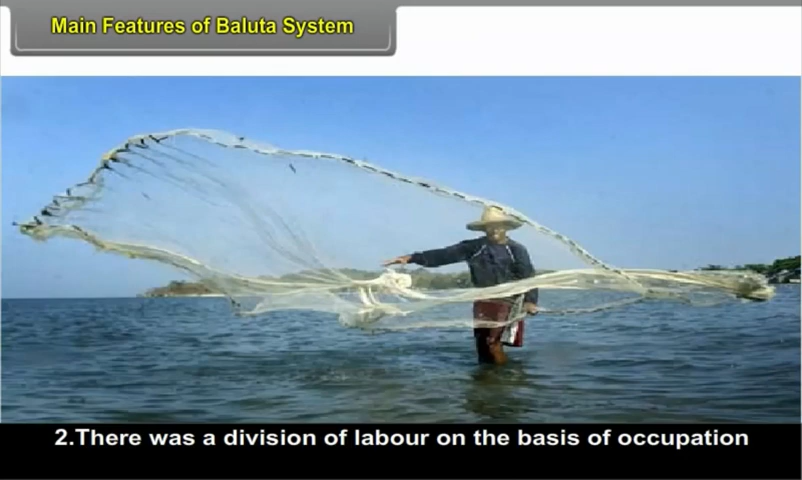 Main Features of Baluta System
2.There was a division of labour on the basis of occupation